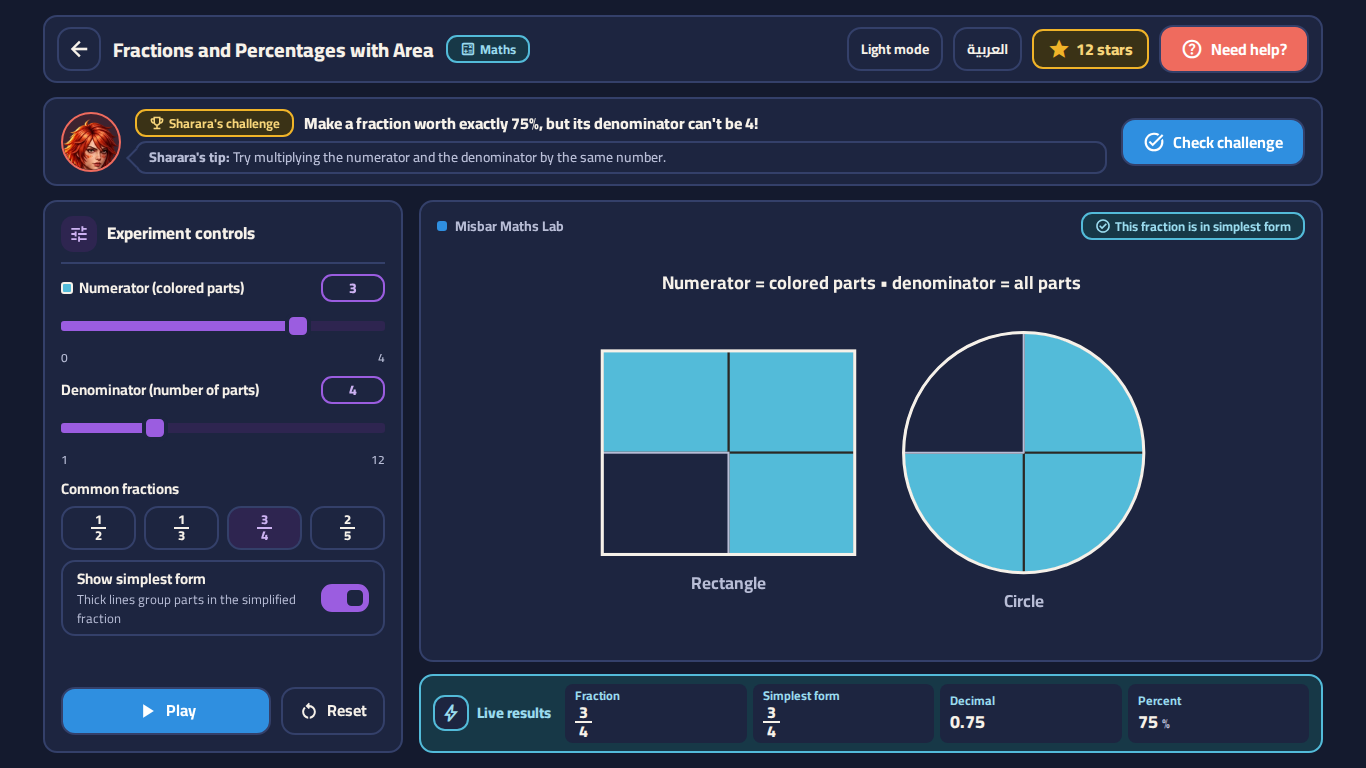 Fractions and Percentages with Area
Maths
Light mode
العربية
12 stars
Need help?
Sharara's challenge
Make a fraction worth exactly 75%, but its denominator can't be 4!
Sharara's tip: Try multiplying the numerator and the denominator by the same number.
Check challenge
Experiment controls
Numerator (colored parts)
3
0
4
Denominator (number of parts)
4
1
12
Common fractions
1
2
1
3
3
4
2
5
Show simplest form
Thick lines group parts in the simplified
fraction
Play
Reset
Misbar Maths Lab
This fraction is in simplest form
Numerator = colored parts ▪ denominator = all parts
Rectangle
Circle
Live results
Fraction
3
4
Simplest form
3
4
Decimal
0.75
Percent
75 %